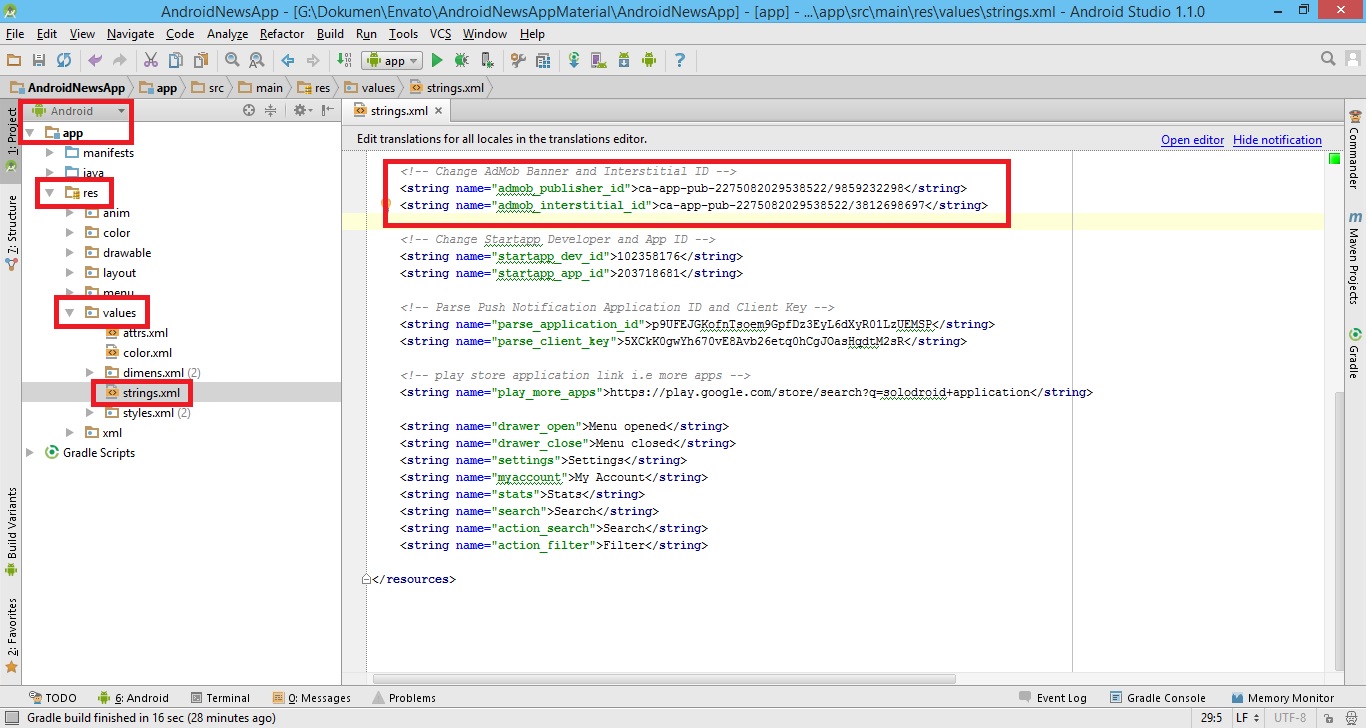 AndroidNewsApp - [G:\Dokumen\Envato\AndroidNewsAppMaterial\AndroidNewsApp] - [app] - ...\app\src\main\res\values\strings.xml - Android Studio 1.1.0
File Edit View Navigate Code Analyze Refactor Build Run Tools VCS Window Help
app
AndroidNewsApp app src main res values strings.xml
1: Project
7: Structure
Build Variants
2: Favorites
Android
app
manifests
java
res
anim
color
drawable
layout
menu
values
attrs.xml
color.xml
dimens.xml (2)
strings.xml
styles.xml (2)
xml
Gradle Scripts
strings.xml
Edit translations for all locales in the translations editor. Open editor Hide notification
<!-- Change AdMob Banner and Interstitial ID -->
<string name="admob_publisher_id">ca-app-pub-2275082029538522/9859232298</string>
<string name="admob_interstitial_id">ca-app-pub-2275082029538522/3812698697</string>
<!-- Change Startapp Developer and App ID -->
<string name="startapp_dev_id">102358176</string>
<string name="startapp_app_id">203718681</string>
<!-- Parse Push Notification Application ID and Client Key -->
<string name="parse_application_id">p9UFEJGKofnTsoem9GpfDz3EyL6dXyR01LzUEMSP</string>
<string name="parse_client_key">5XCkK0gwYh670vE8Avb26etq0hCgJOasHqdtM2sR</string>
<!-- play store application link i.e more apps -->
<string name="play_more_apps">https://play.google.com/store/search?q=solodroid+application</string>
<string name="drawer_open">Menu opened</string>
<string name="drawer_close">Menu closed</string>
<string name="settings">Settings</string>
<string name="myaccount">My Account</string>
<string name="stats">Stats</string>
<string name="search">Search</string>
<string name="action_search">Search</string>
<string name="action_filter">Filter</string>
</resources>
Commander
Maven Projects
Gradle
TODO 6: Android Terminal 0: Messages Problems Event Log Gradle Console Memory Monitor
Gradle build finished in 16 sec (28 minutes ago) 29:5 LF UTF-8